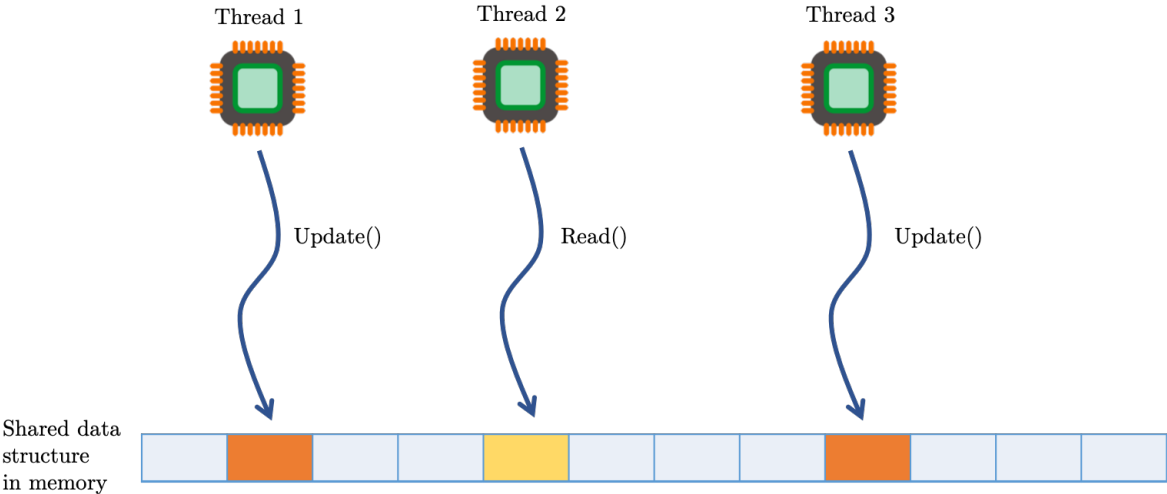 Thread 1
Thread 2
Thread 3
Update()
Read()
Update()
Shared data
structure
in memory